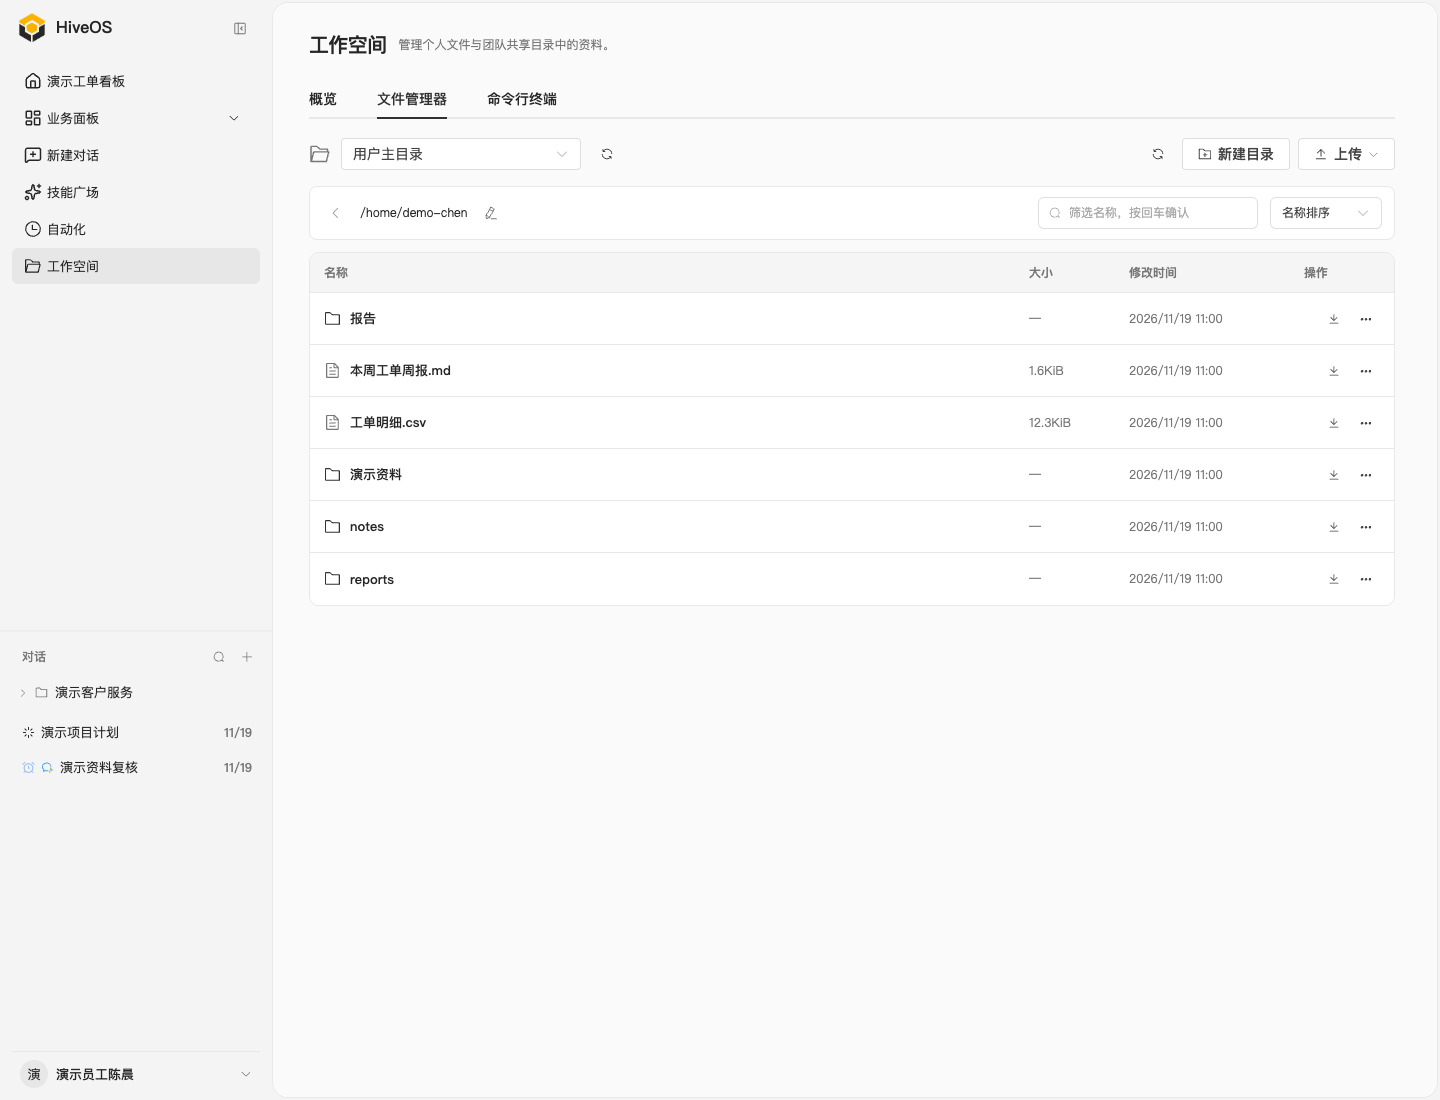 HiveOS
演示工单看板
业务面板
新建对话
技能广场
自动化
工作空间
对话
演示客户服务
演示项目计划 11/19
演示资料复核 11/19
演 演示员工陈晨
工作空间 管理个人文件与团队共享目录中的资料。
概览 文件管理器 命令行终端
用户主目录 新建目录 上传
/home/demo-chen 筛选名称，按回车确认 名称排序
名称 大小 修改时间 操作
报告 — 2026/11/19 11:00
本周工单周报.md 1.6KiB 2026/11/19 11:00
工单明细.csv 12.3KiB 2026/11/19 11:00
演示资料 — 2026/11/19 11:00
notes — 2026/11/19 11:00
reports — 2026/11/19 11:00